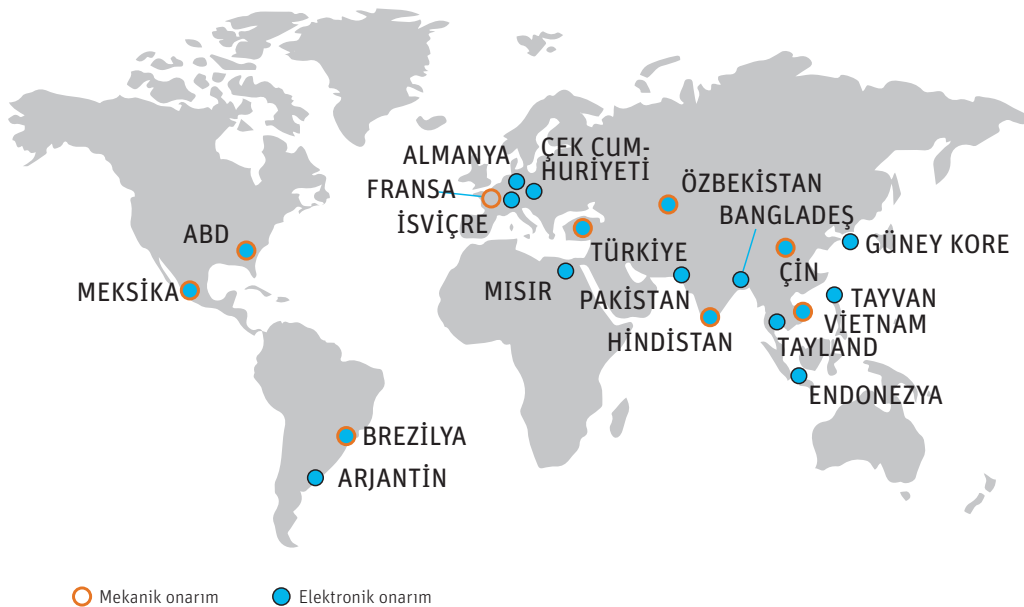 ALMANYA
ÇEK CUM-
HURİYETİ
FRANSA
İSVİÇRE
ÖZBEKİSTAN
BANGLADEŞ
ABD
TÜRKİYE
GÜNEY KORE
ÇİN
MEKSİKA
MISIR
PAKİSTAN
TAYVAN
VİETNAM
HİNDİSTAN
TAYLAND
ENDONEZYA
BREZİLYA
ARJANTİN
Mekanik onarım
Elektronik onarım